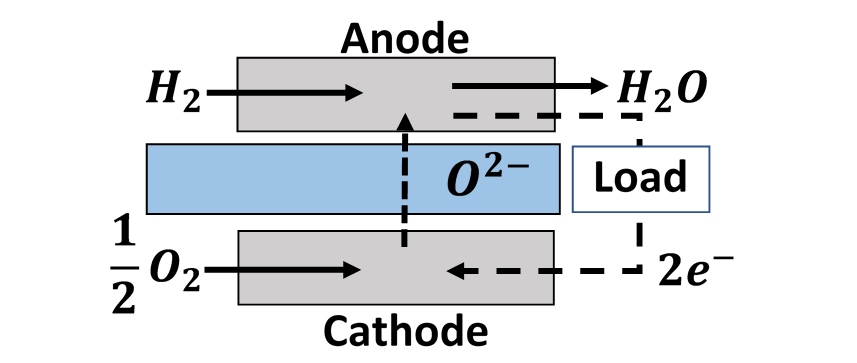 Anode
H₂
H₂O
O²⁻
Load
½ O₂
2e⁻
Cathode